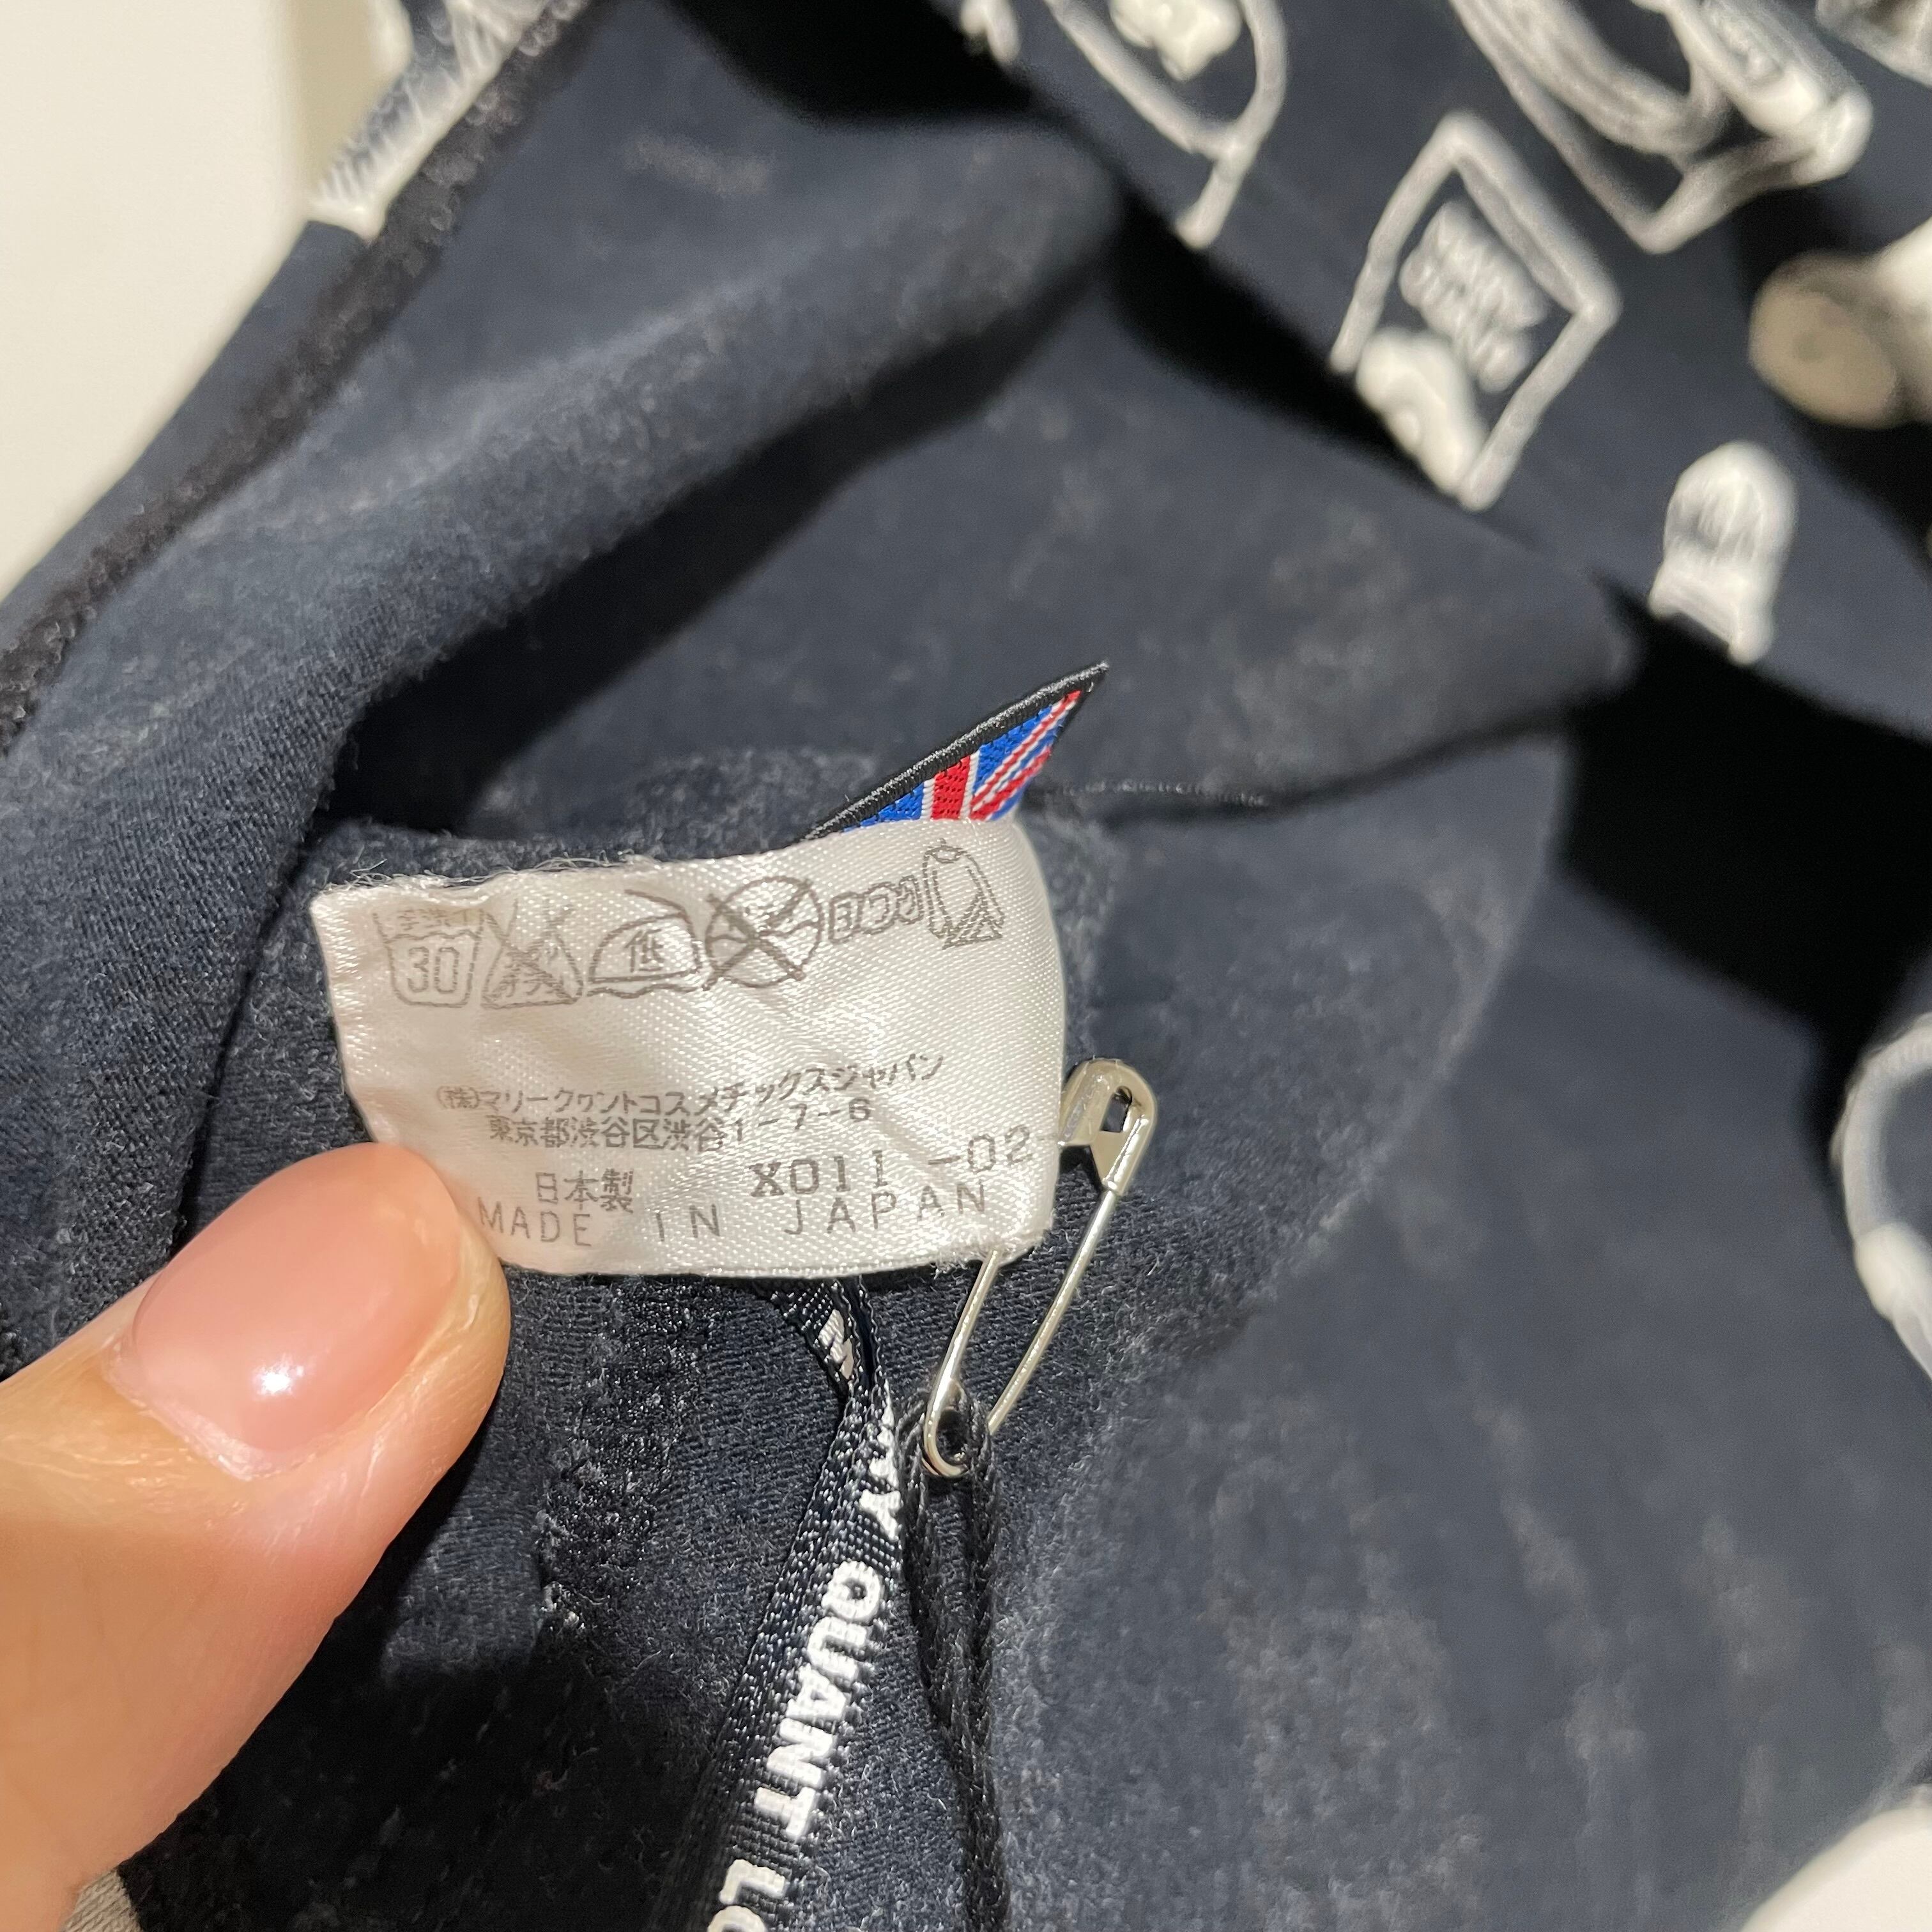 手洗イ
30
低
(株)マリークヮントコスメチックスジャパン
東京都渋谷区渋谷1-7-6
日本製 X011 -02
MADE IN JAPAN
QUANT